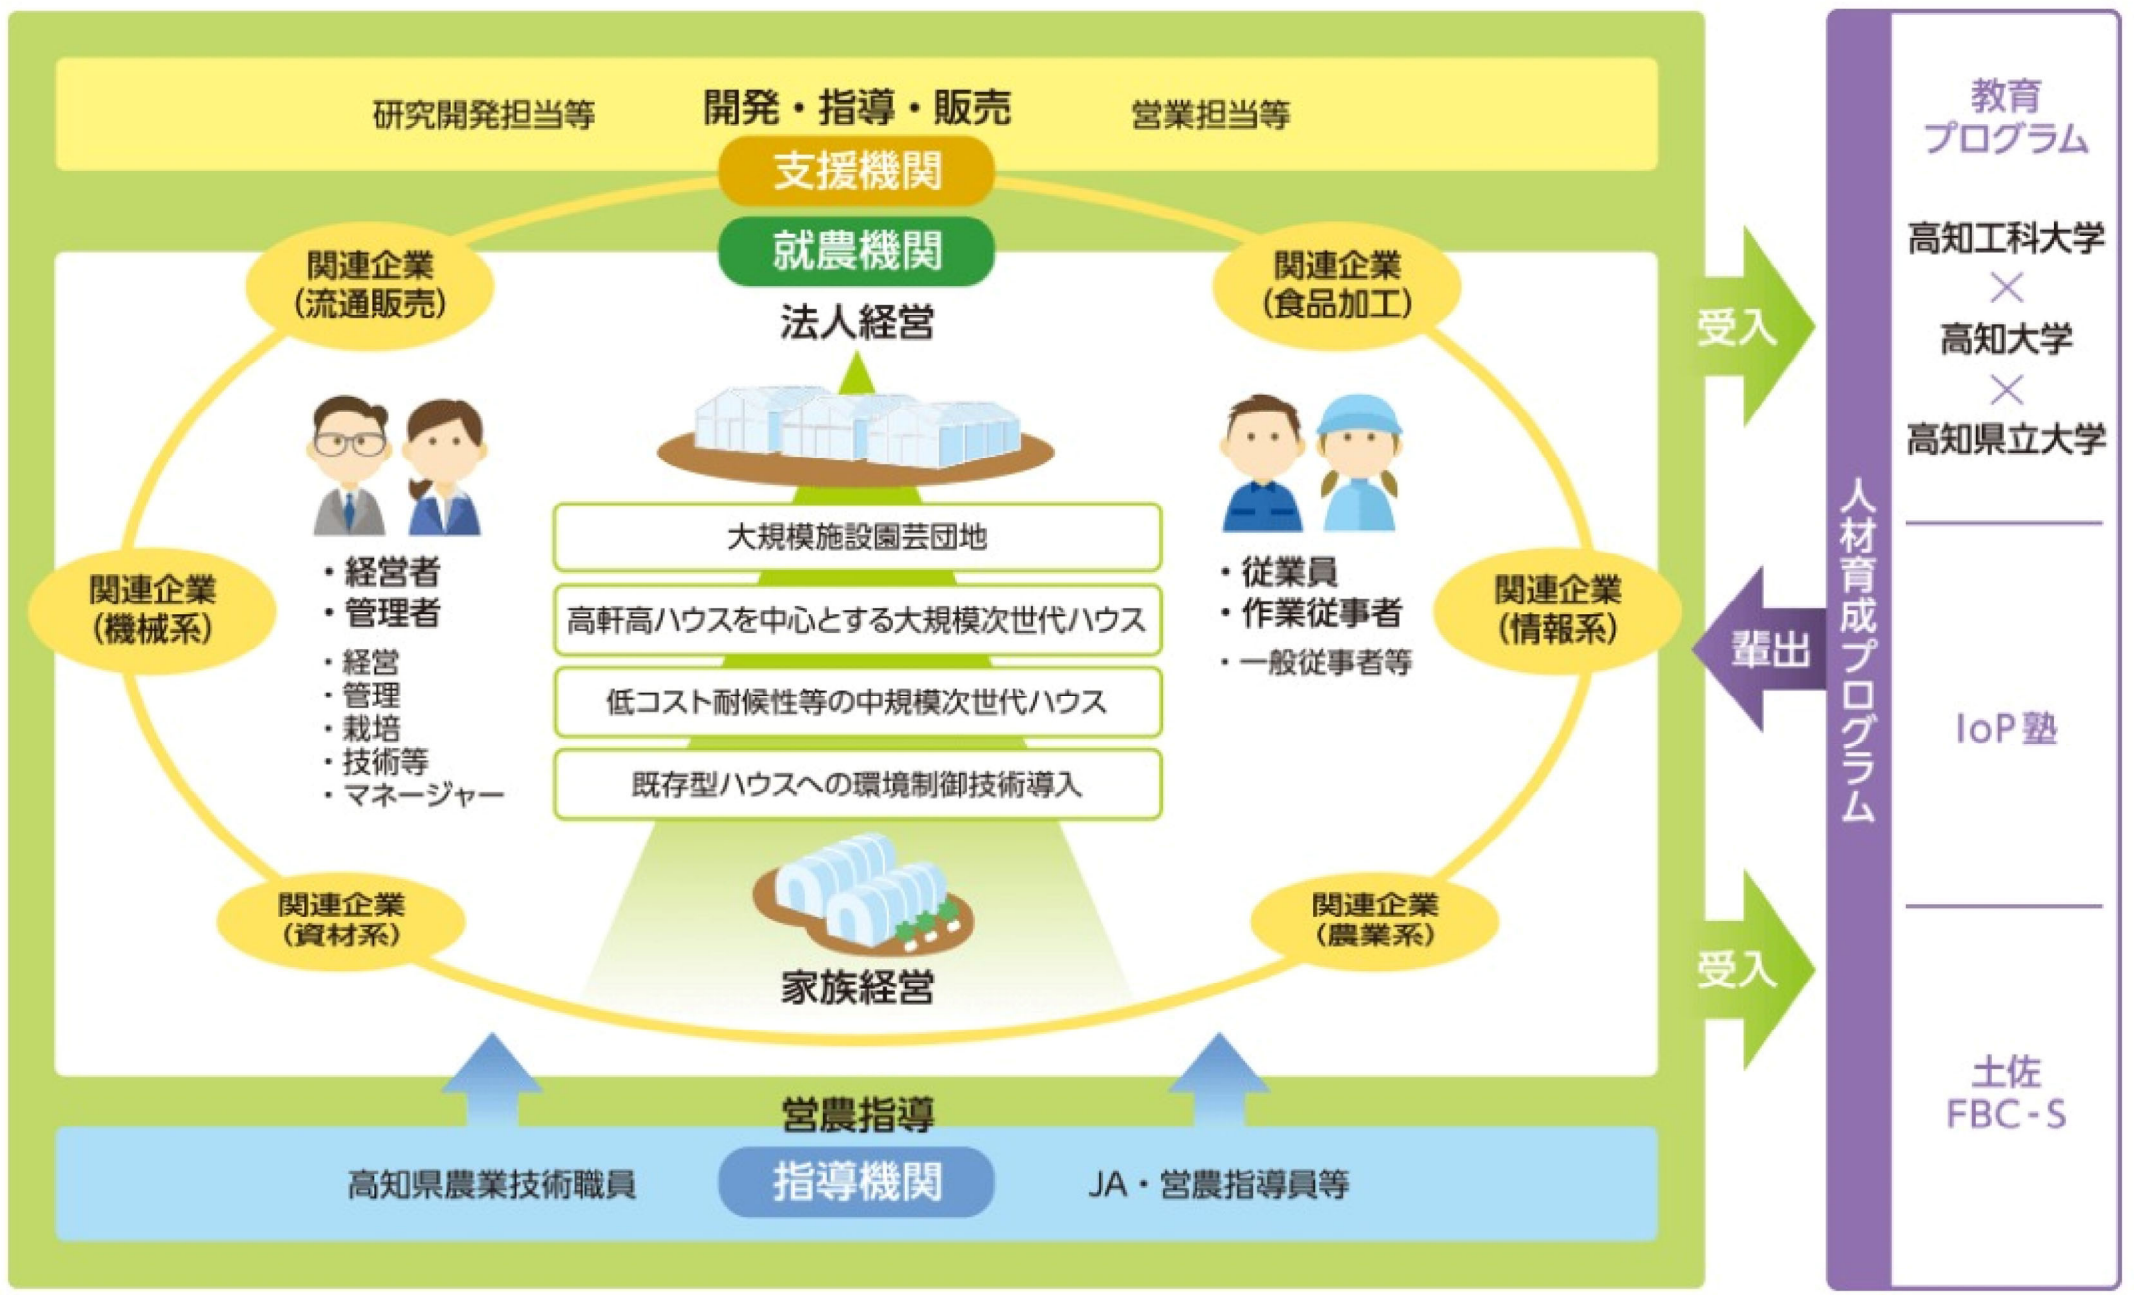 研究開発担当等
開発・指導・販売
営業担当等
支援機関
就農機関
法人経営
関連企業
(流通販売)
関連企業
(食品加工)
関連企業
(機械系)
関連企業
(情報系)
関連企業
(資材系)
関連企業
(農業系)
・経営者
・管理者
・経営
・管理
・栽培
・技術等
・マネージャー
大規模施設園芸団地
高軒高ハウスを中心とする大規模次世代ハウス
低コスト耐候性等の中規模次世代ハウス
既存型ハウスへの環境制御技術導入
家族経営
・従業員
・作業従事者
・一般従事者等
営農指導
高知県農業技術職員
指導機関
JA・営農指導員等
受入
輩出
受入
人材育成プログラム
教育
プログラム
高知工科大学
×
高知大学
×
高知県立大学
IoP塾
土佐
FBC-S